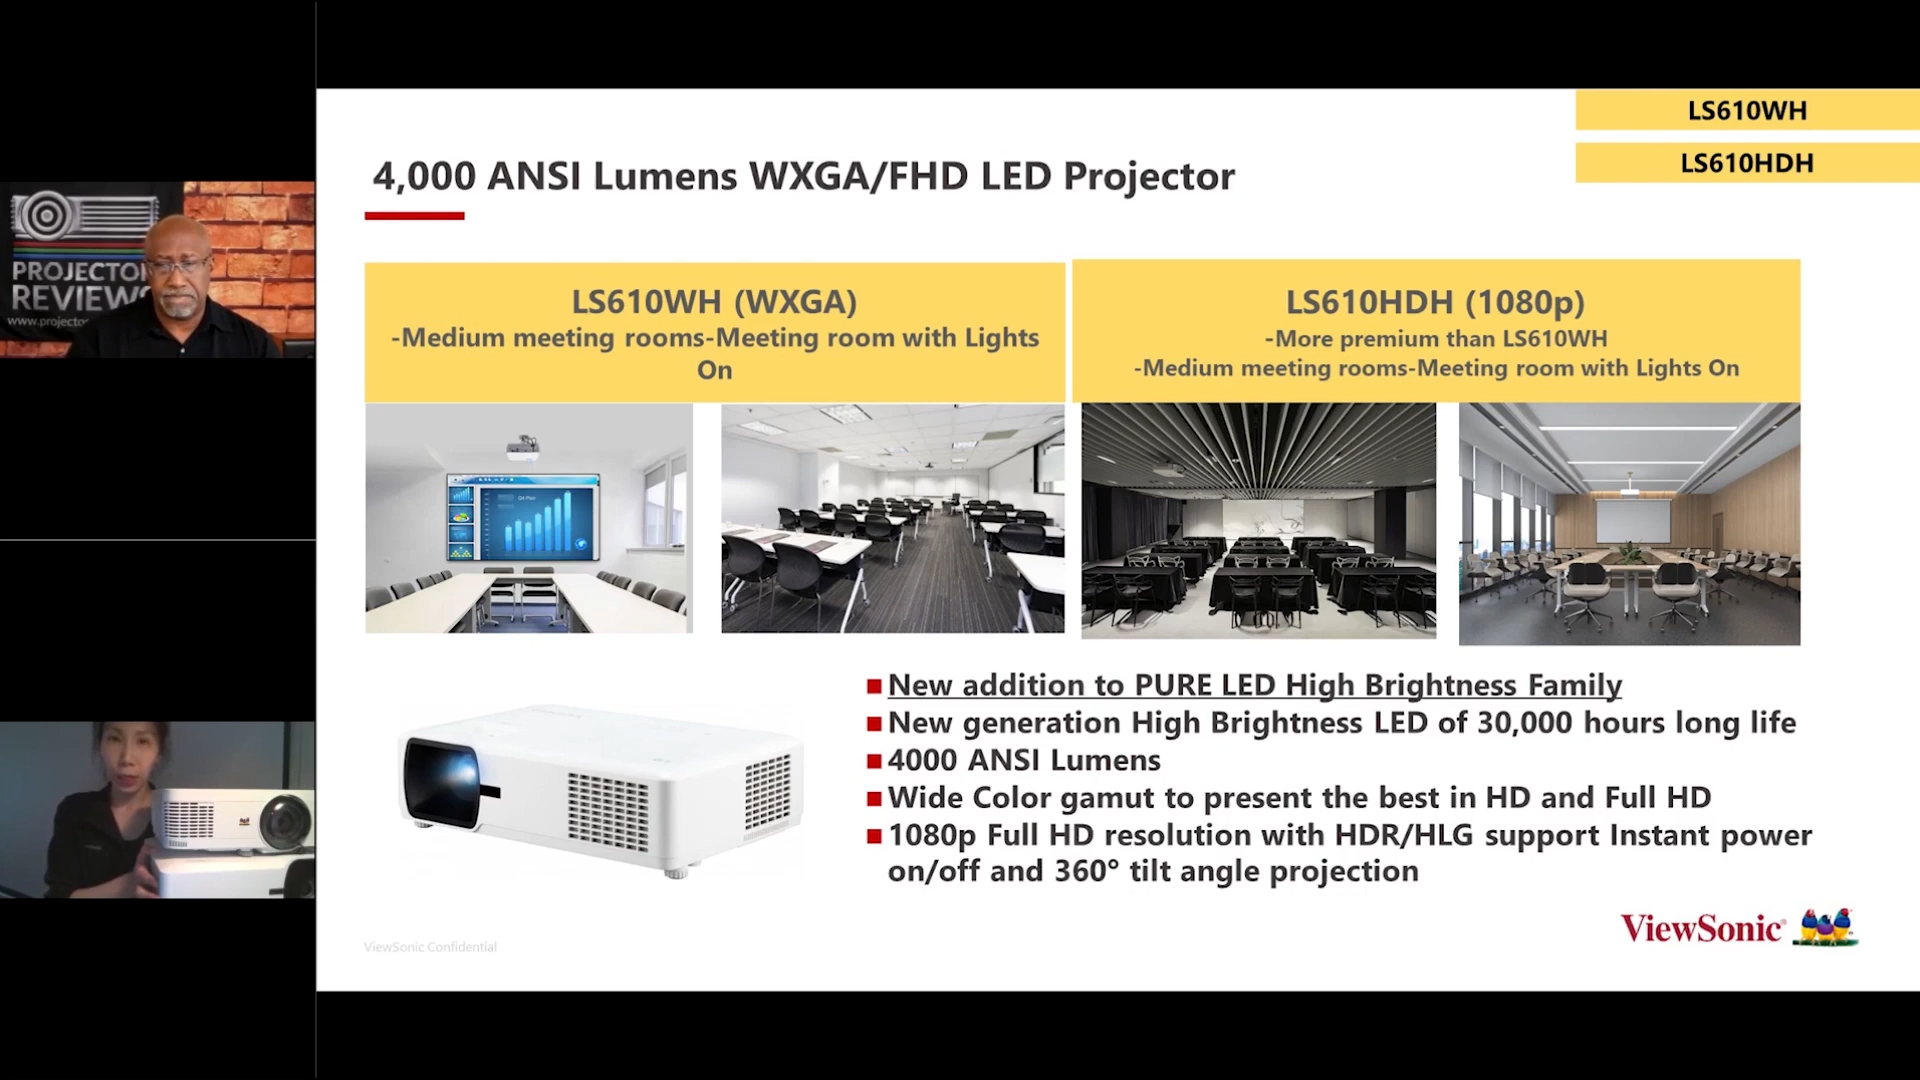 LS610WH
LS610HDH
4,000 ANSI Lumens WXGA/FHD LED Projector
LS610WH (WXGA)
-Medium meeting rooms-Meeting room with Lights
On
LS610HDH (1080p)
-More premium than LS610WH
-Medium meeting rooms-Meeting room with Lights On
PROJECTO
REVIEWS
www.projecto
New addition to PURE LED High Brightness Family
New generation High Brightness LED of 30,000 hours long life
4000 ANSI Lumens
Wide Color gamut to present the best in HD and Full HD
1080p Full HD resolution with HDR/HLG support Instant power
on/off and 360° tilt angle projection
ViewSonic Confidential
ViewSonic®